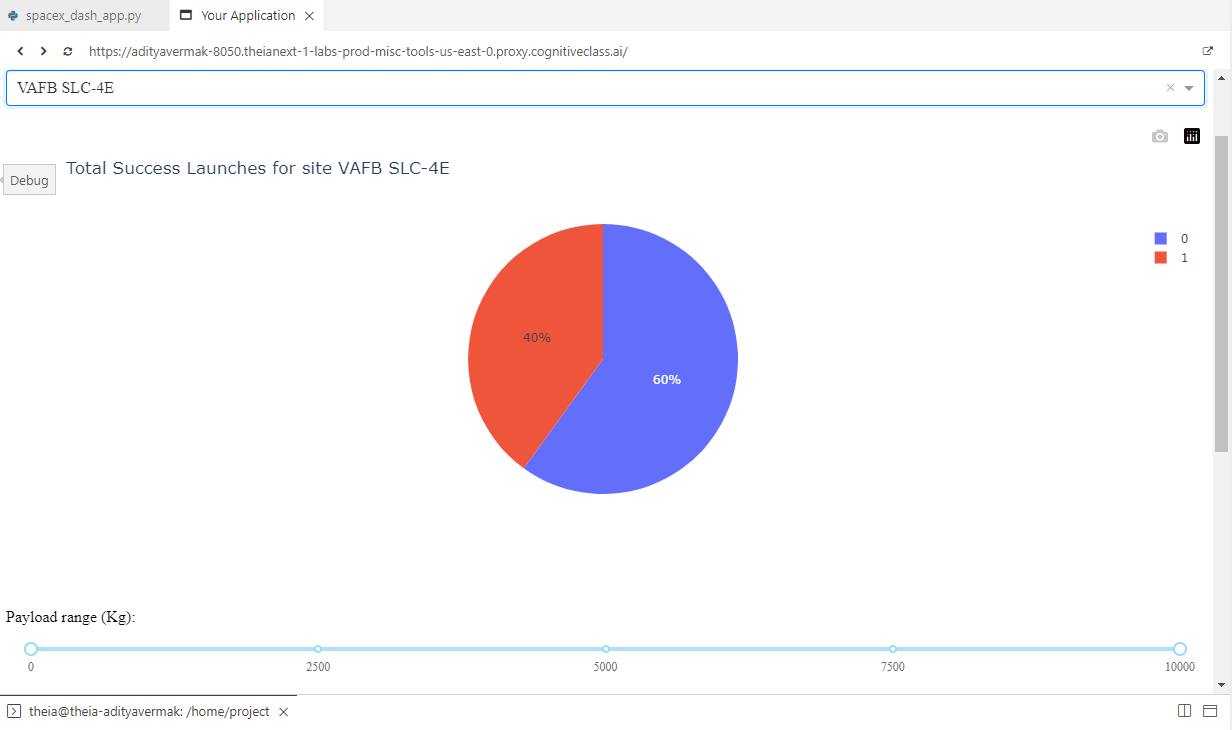 spacex_dash_app.py Your Application
https://adityavermak-8050.theianext-1-labs-prod-misc-tools-us-east-0.proxy.cognitiveclass.ai/
VAFB SLC-4E
Total Success Launches for site VAFB SLC-4E
Debug
0
1
40%
60%
Payload range (Kg):
0 2500 5000 7500 10000
theia@theia-adityavermak: /home/project